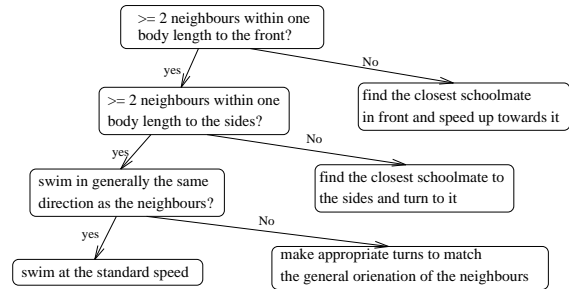 >= 2 neighbours within one
body length to the front?
yes
No
>= 2 neighbours within one
body length to the sides?
find the closest schoolmate
in front and speed up towards it
yes
No
swim in generally the same
direction as the neighbours?
find the closest schoolmate to
the sides and turn to it
yes
No
swim at the standard speed
make appropriate turns to match
the general orienation of the neighbours